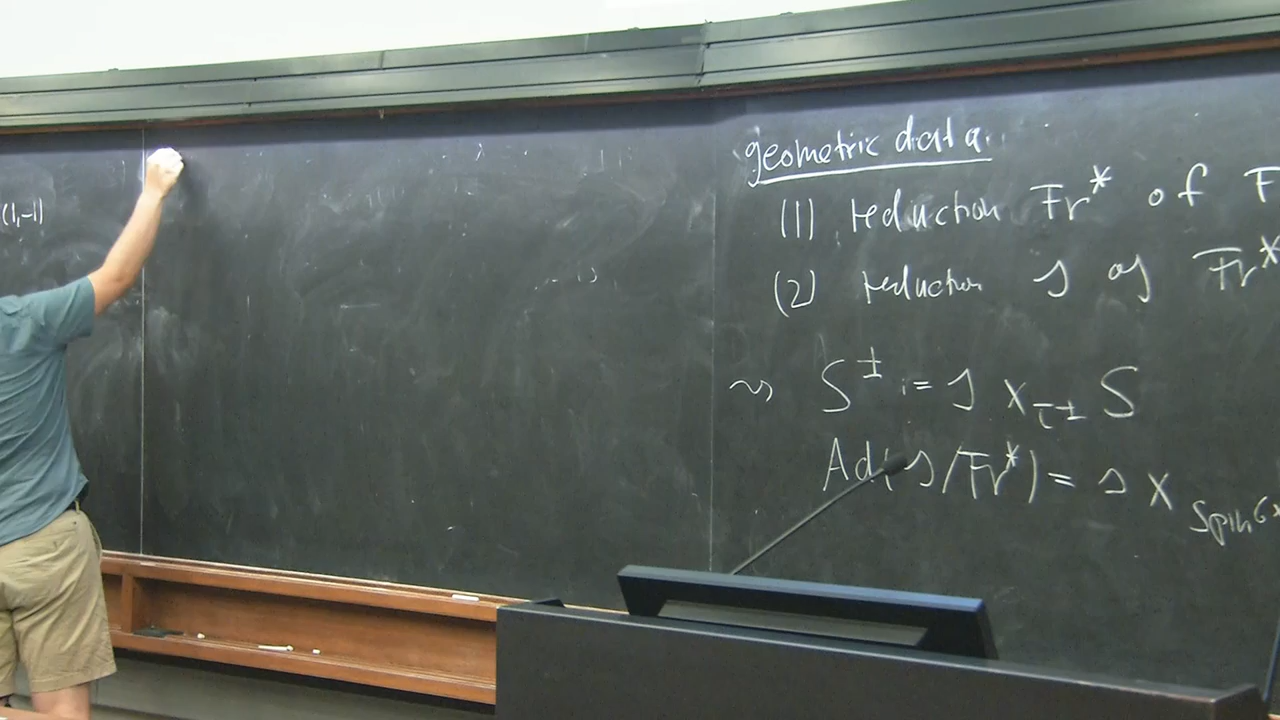 (1,-1)
geometric data
(1) reduction Fr* of F
(2) reduction s of Fr*
⇝ S^± := s ×_{τ±} S
Ad(s/Fr*) = s ×_{Spin G×